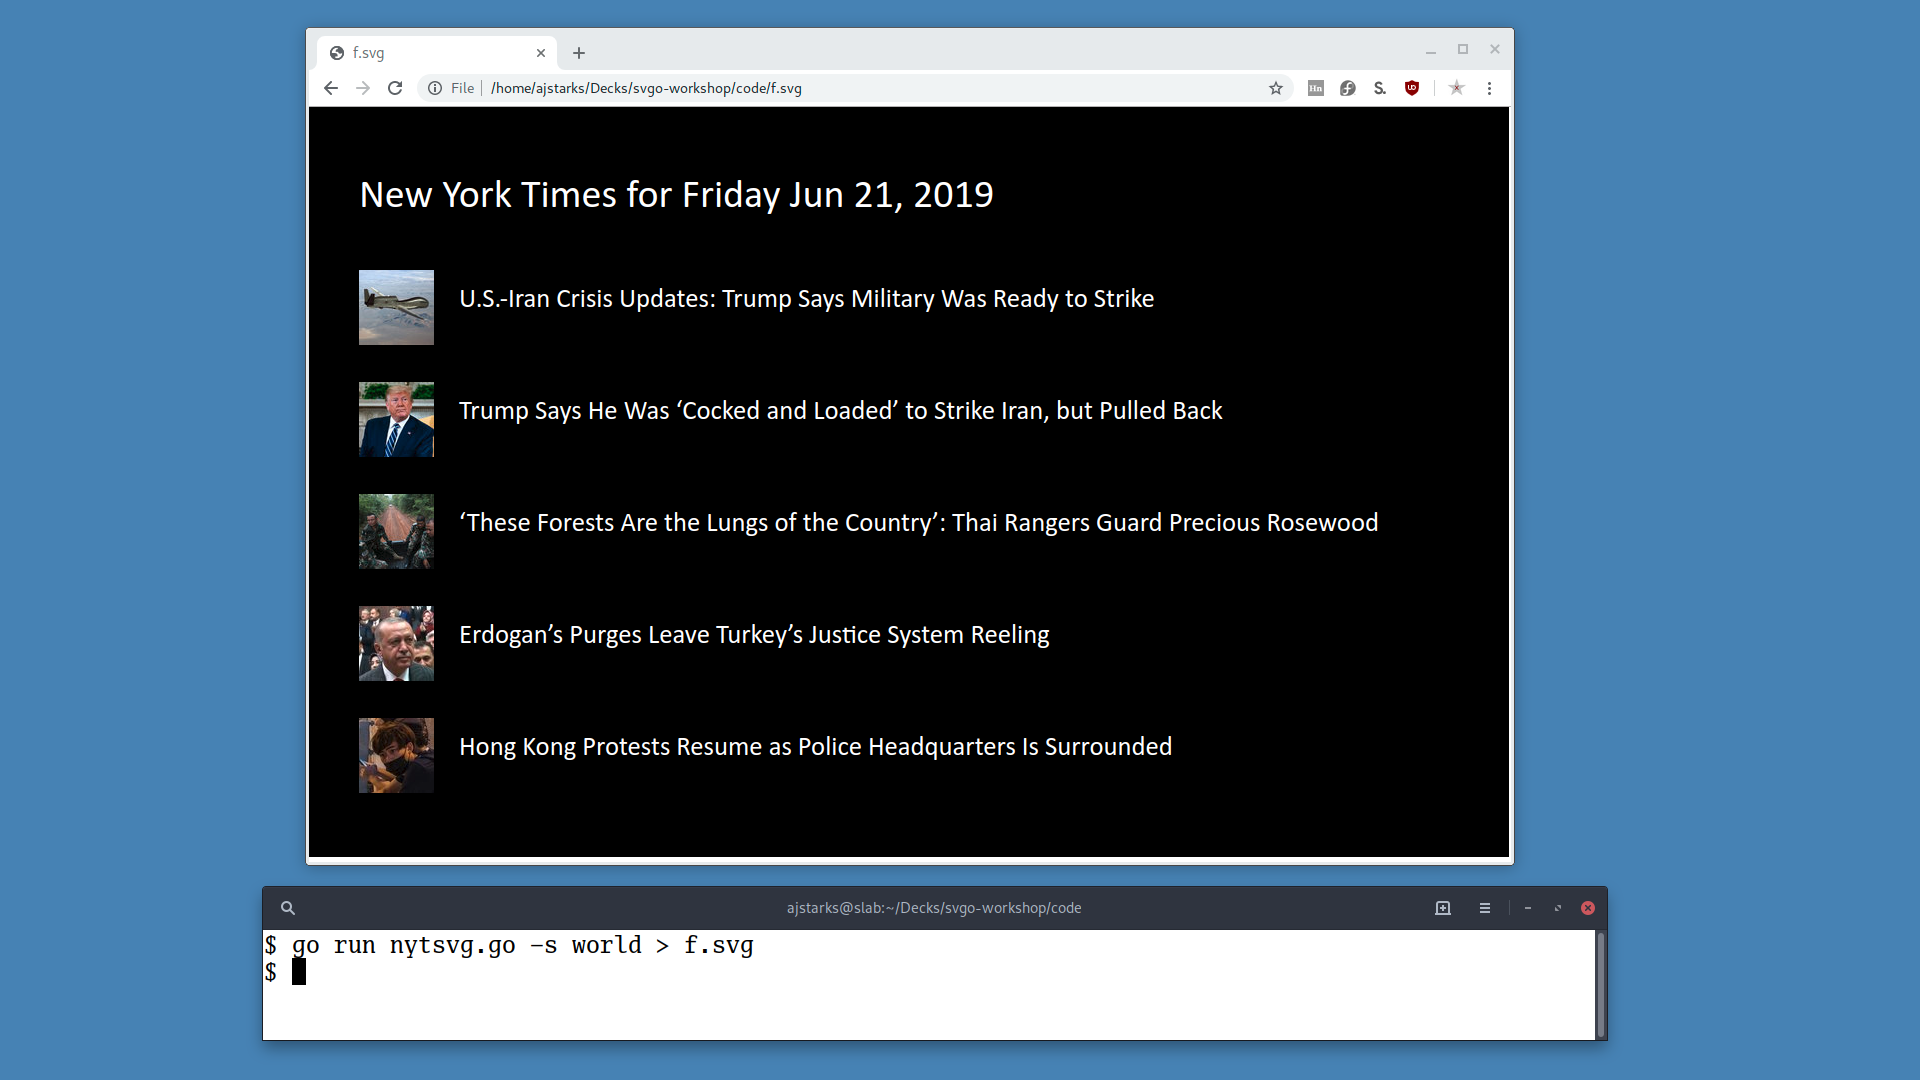 f.svg
File
/home/ajstarks/Decks/svgo-workshop/code/f.svg
Hn
S.
New York Times for Friday Jun 21, 2019
U.S.-Iran Crisis Updates: Trump Says Military Was Ready to Strike
Trump Says He Was ‘Cocked and Loaded’ to Strike Iran, but Pulled Back
‘These Forests Are the Lungs of the Country’: Thai Rangers Guard Precious Rosewood
Erdogan’s Purges Leave Turkey’s Justice System Reeling
Hong Kong Protests Resume as Police Headquarters Is Surrounded
ajstarks@slab:~/Decks/svgo-workshop/code
$ go run nytsvg.go -s world > f.svg
$